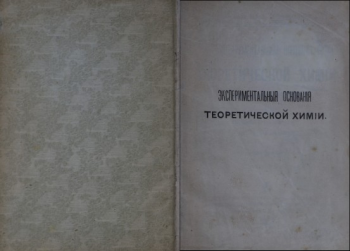 ЭКСПЕРИМЕНТАЛЬНЫЯ ОСНОВАНІЯ
ТЕОРЕТИЧЕСКОЙ ХИМІИ.